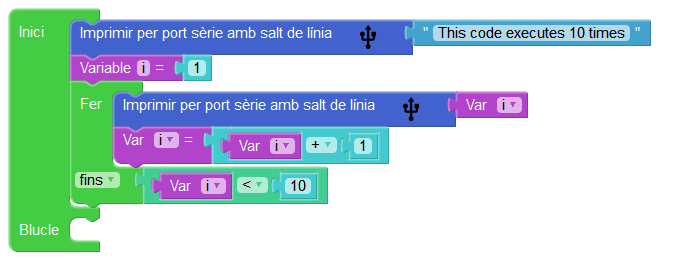 Inici Imprimir per port sèrie amb salt de línia " This code executes 10 times "
Variable i = 1
Fer Imprimir per port sèrie amb salt de línia Var i
Var i = Var i + 1
fins Var i < 10
Blucle